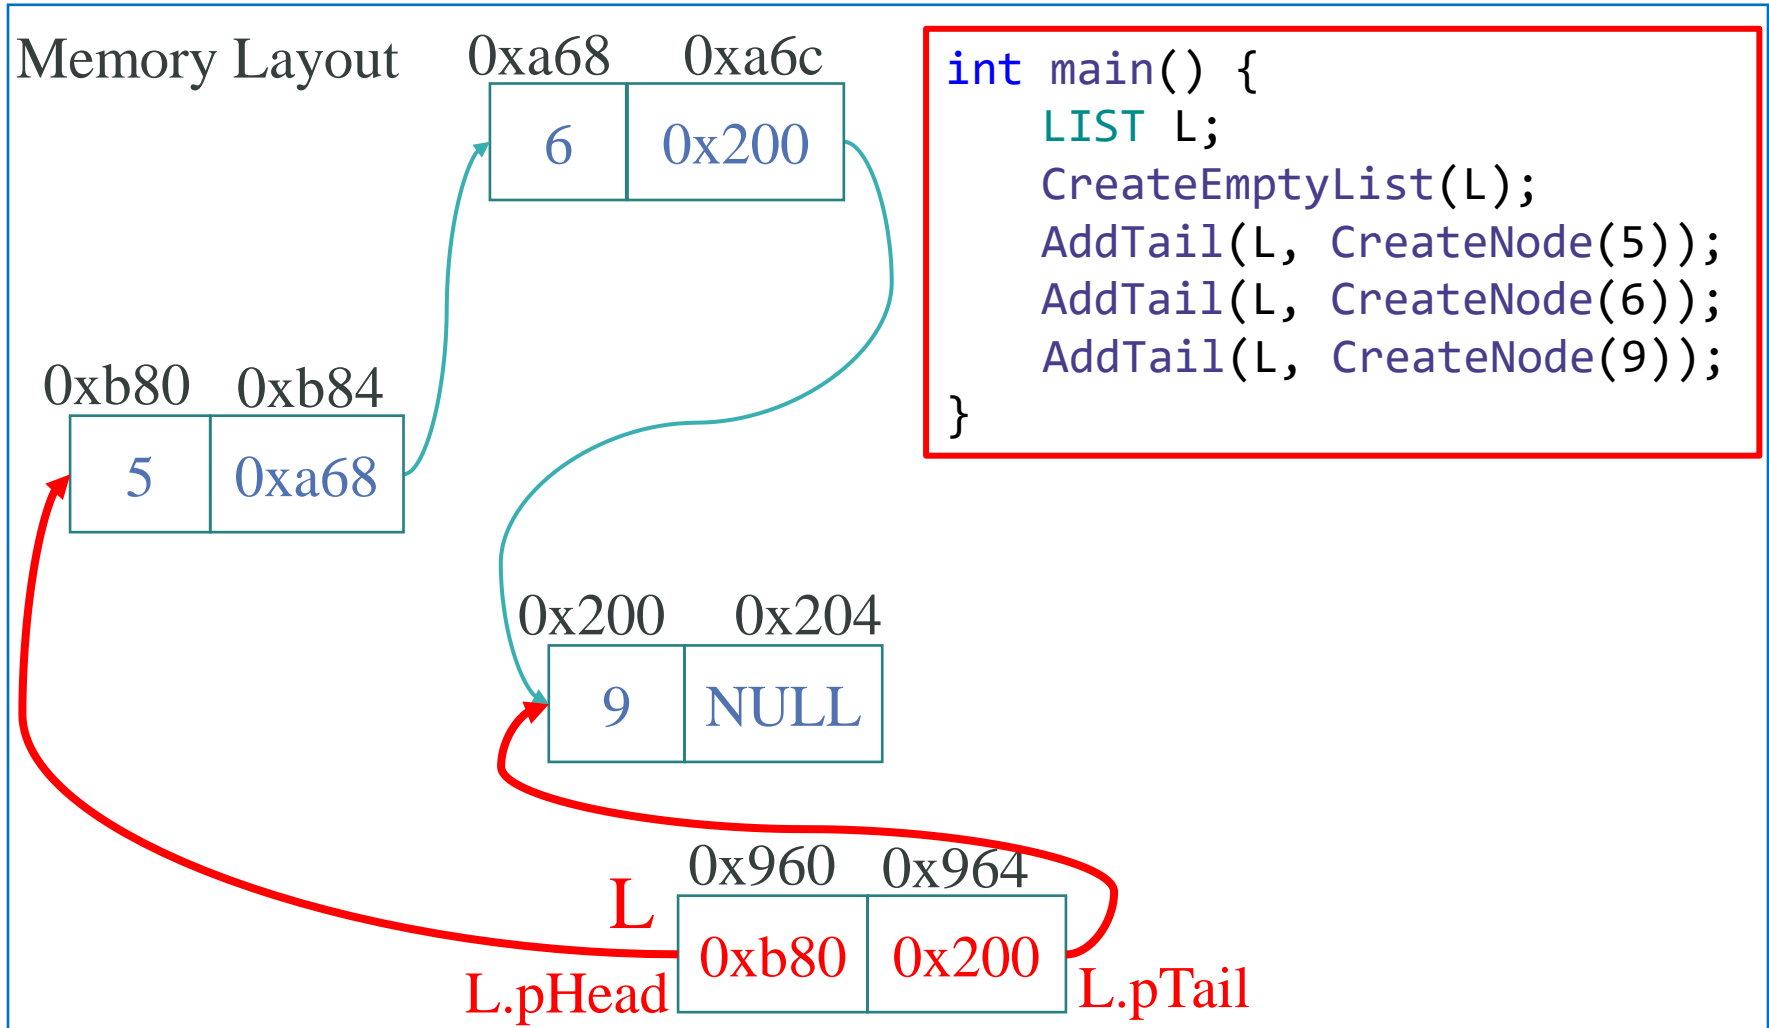 Memory Layout
0xa68 0xa6c
6 0x200
int main() {
    LIST L;
    CreateEmptyList(L);
    AddTail(L, CreateNode(5));
    AddTail(L, CreateNode(6));
    AddTail(L, CreateNode(9));
}
0xb80 0xb84
5 0xa68
0x200 0x204
9 NULL
0x960 0x964
L
0xb80 0x200
L.pHead
L.pTail